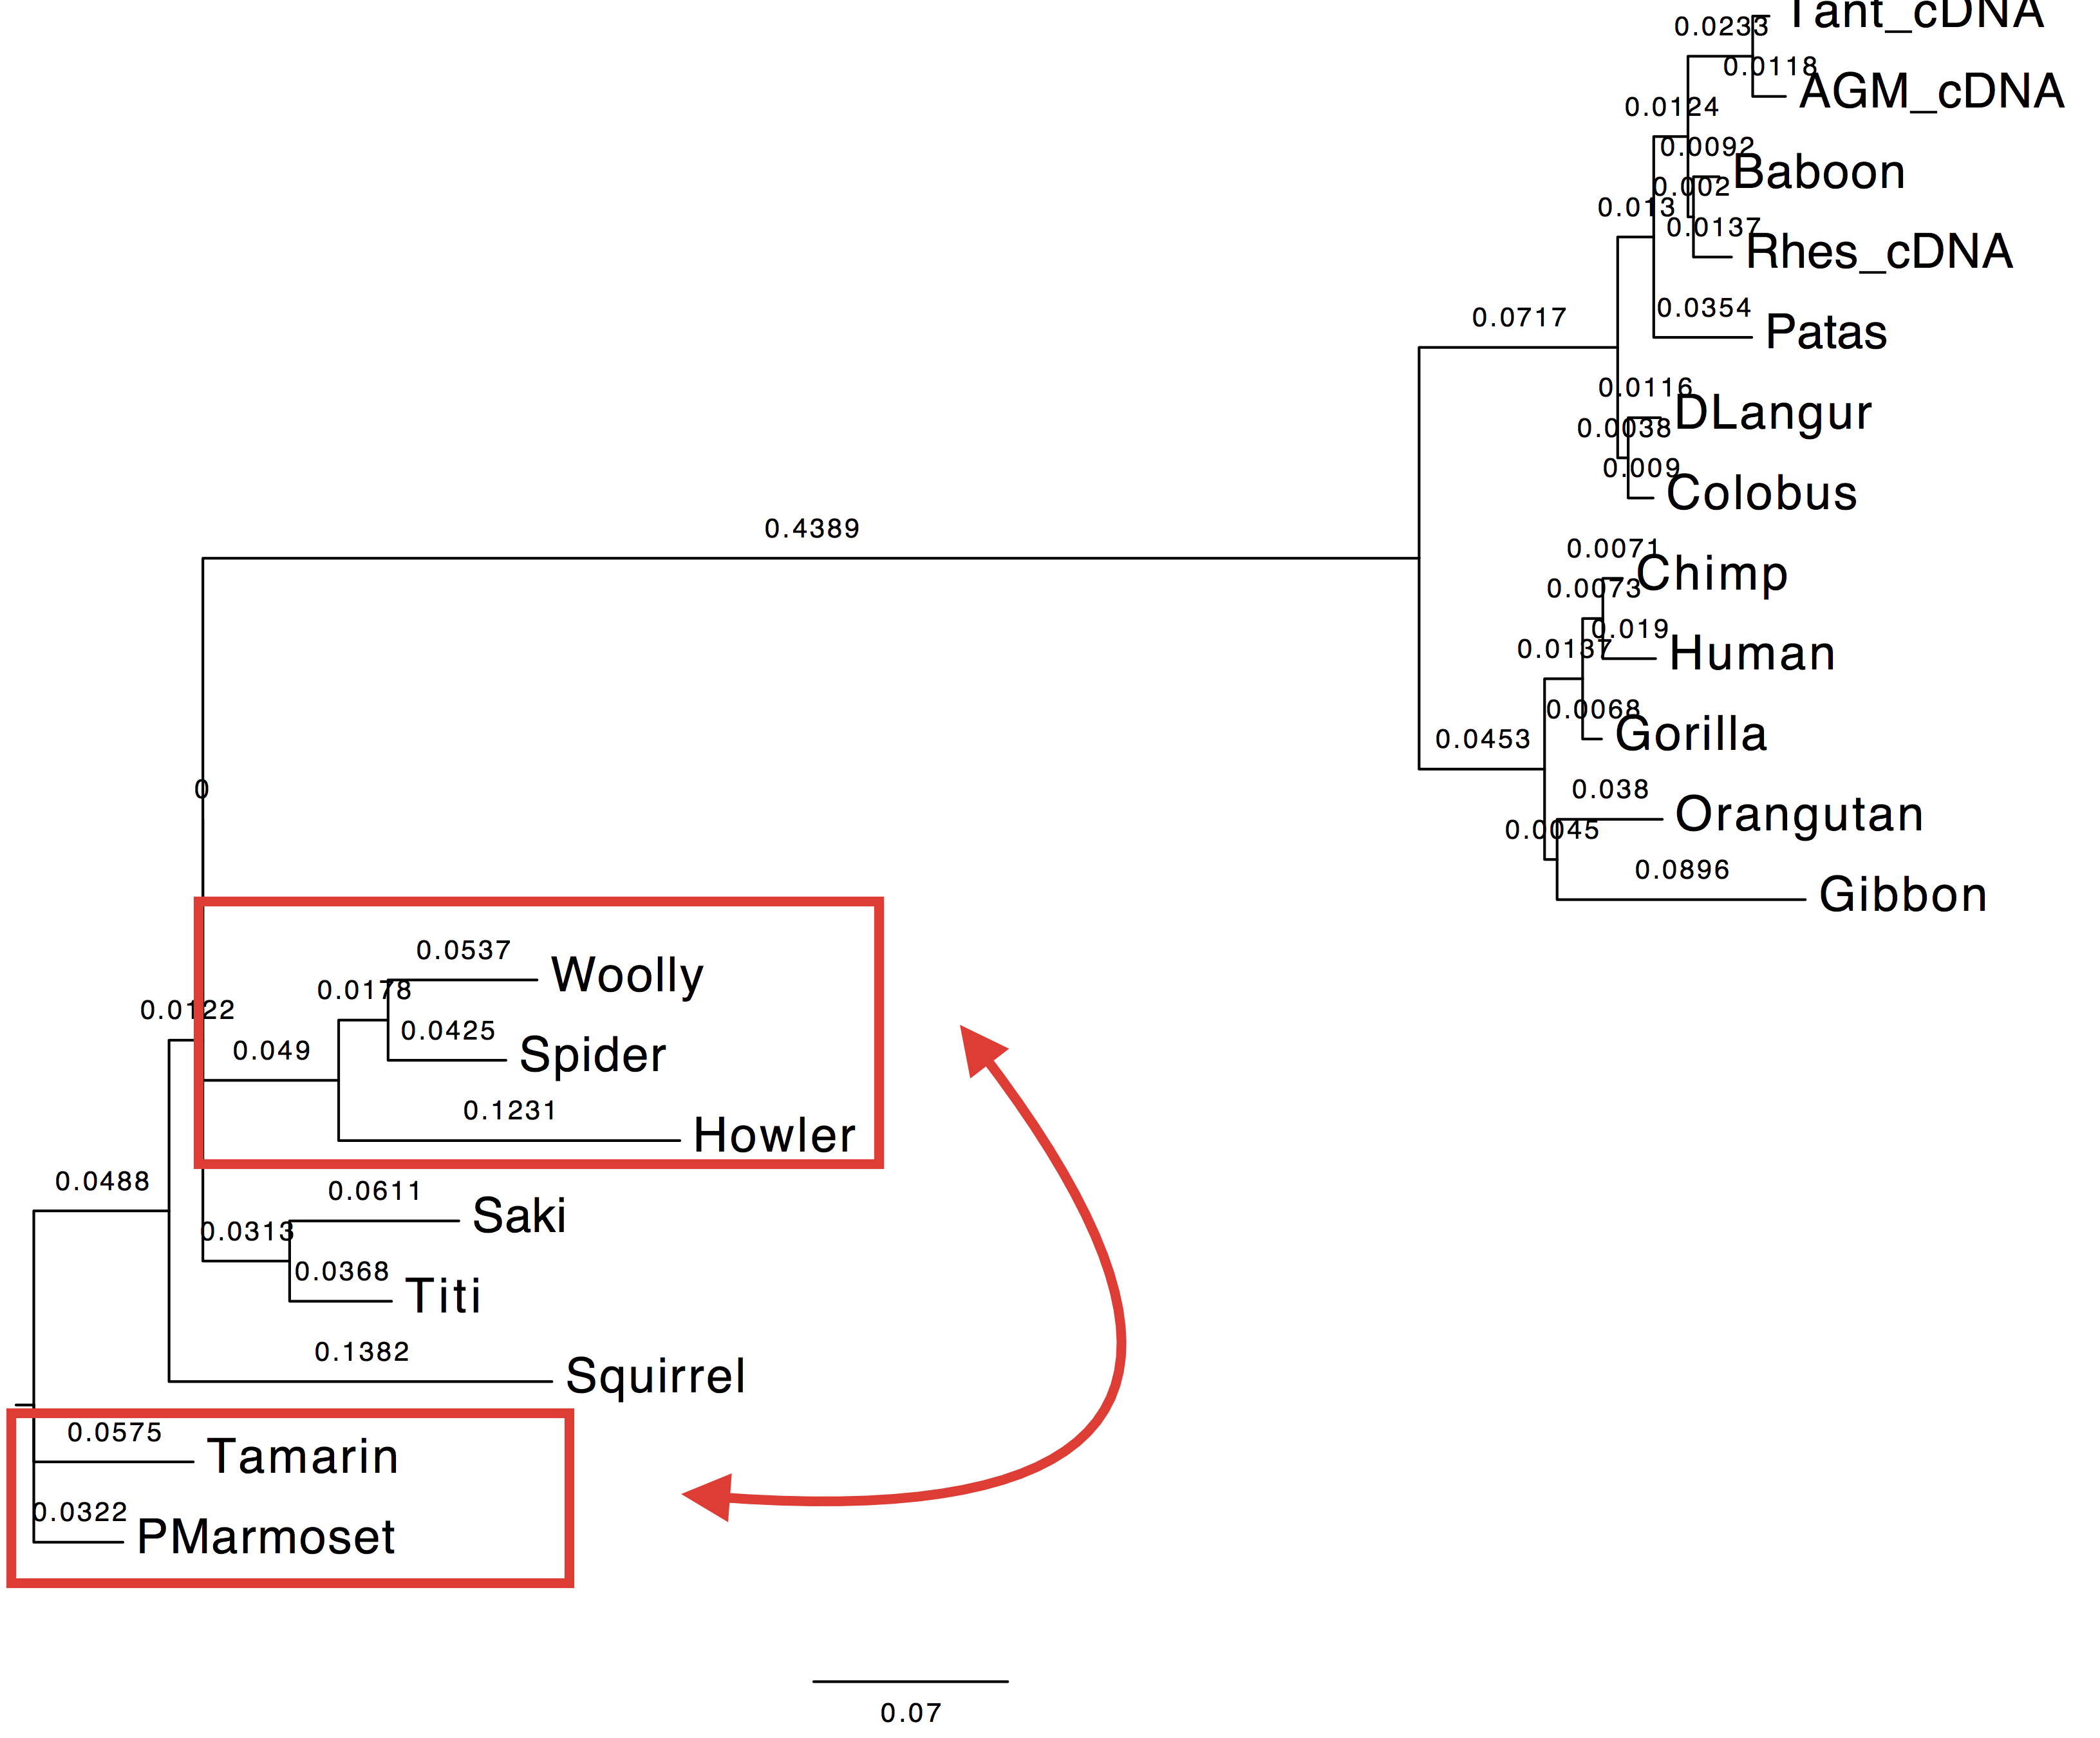 Tant_cDNA
0.0233
0.0118
AGM_cDNA
0.0124
0.0092
Baboon
0.002
0.013
0.0137
Rhes_cDNA
0.0354
Patas
0.0717
0.0116
DLangur
0.0038
0.009
Colobus
0.4389
0.0071
Chimp
0.0073
0.019
Human
0.0137
0.0068
Gorilla
0.0453
0.038
Orangutan
0
0.0045
0.0896
Gibbon
0.0537
Woolly
0.0178
0.0122
0.0425
Spider
0.049
0.1231
Howler
0.0488
0.0611
Saki
0.0313
0.0368
Titi
0.1382
Squirrel
0.0575
Tamarin
0.0322
PMarmoset
0.07